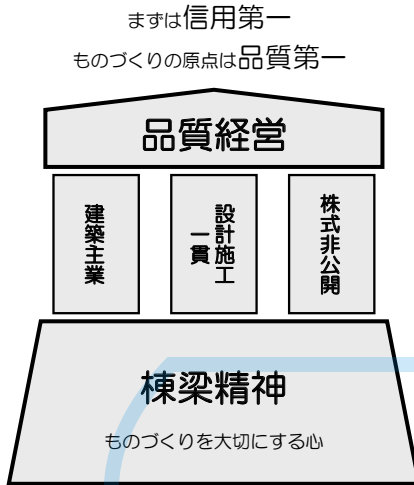 まずは信用第一
ものづくりの原点は品質第一
品質経営
建築主業
設計施工
一貫
株式非公開
棟梁精神
ものづくりを大切にする心